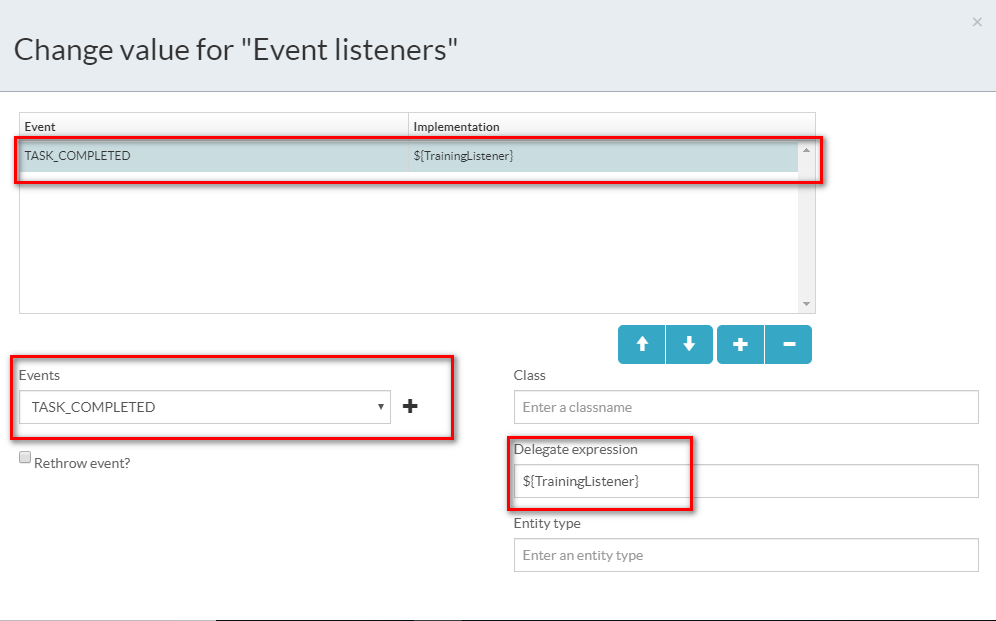 ×
Change value for "Event listeners"
Event Implementation
TASK_COMPLETED ${TrainingListener}
Events
TASK_COMPLETED
Rethrow event?
Class
Enter a classname
Delegate expression
${TrainingListener}
Entity type
Enter an entity type